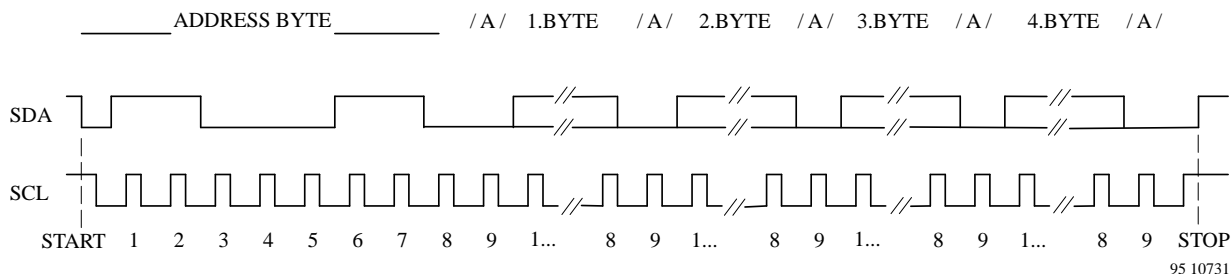 ADDRESS BYTE / A / 1.BYTE / A / 2.BYTE / A / 3.BYTE / A / 4.BYTE / A /
SDA
SCL
START 1 2 3 4 5 6 7 8 9 1... 8 9 1... 8 9 1... 8 9 1... 8 9 STOP
95 10731